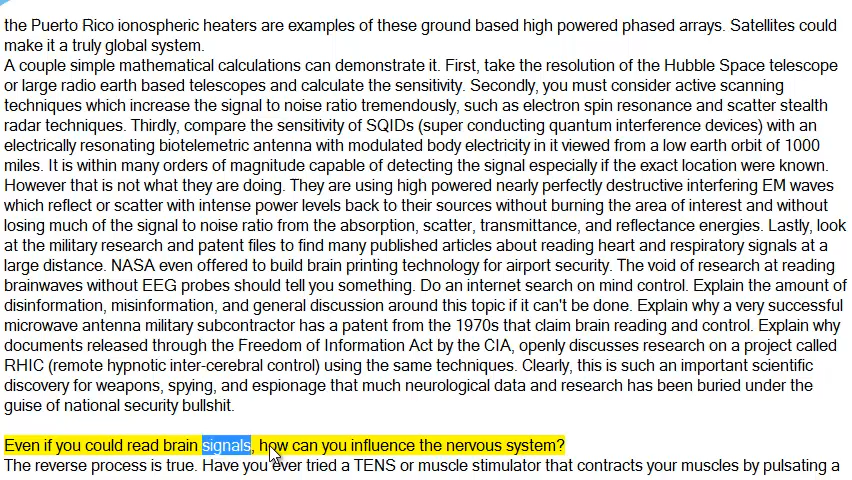 the Puerto Rico ionospheric heaters are examples of these ground based high powered phased arrays. Satellites could
make it a truly global system.
A couple simple mathematical calculations can demonstrate it. First, take the resolution of the Hubble Space telescope
or large radio earth based telescopes and calculate the sensitivity. Secondly, you must consider active scanning
techniques which increase the signal to noise ratio tremendously, such as electron spin resonance and scatter stealth
radar techniques. Thirdly, compare the sensitivity of SQIDs (super conducting quantum interference devices) with an
electrically resonating biotelemetric antenna with modulated body electricity in it viewed from a low earth orbit of 1000
miles. It is within many orders of magnitude capable of detecting the signal especially if the exact location were known.
However that is not what they are doing. They are using high powered nearly perfectly destructive interfering EM waves
which reflect or scatter with intense power levels back to their sources without burning the area of interest and without
losing much of the signal to noise ratio from the absorption, scatter, transmittance, and reflectance energies. Lastly, look
at the military research and patent files to find many published articles about reading heart and respiratory signals at a
large distance. NASA even offered to build brain printing technology for airport security. The void of research at reading
brainwaves without EEG probes should tell you something. Do an internet search on mind control. Explain the amount of
disinformation, misinformation, and general discussion around this topic if it can't be done. Explain why a very successful
microwave antenna military subcontractor has a patent from the 1970s that claim brain reading and control. Explain why
documents released through the Freedom of Information Act by the CIA, openly discusses research on a project called
RHIC (remote hypnotic inter-cerebral control) using the same techniques. Clearly, this is such an important scientific
discovery for weapons, spying, and espionage that much neurological data and research has been buried under the
guise of national security bullshit.
Even if you could read brain signals, how can you influence the nervous system?
The reverse process is true. Have you ever tried a TENS or muscle stimulator that contracts your muscles by pulsating a